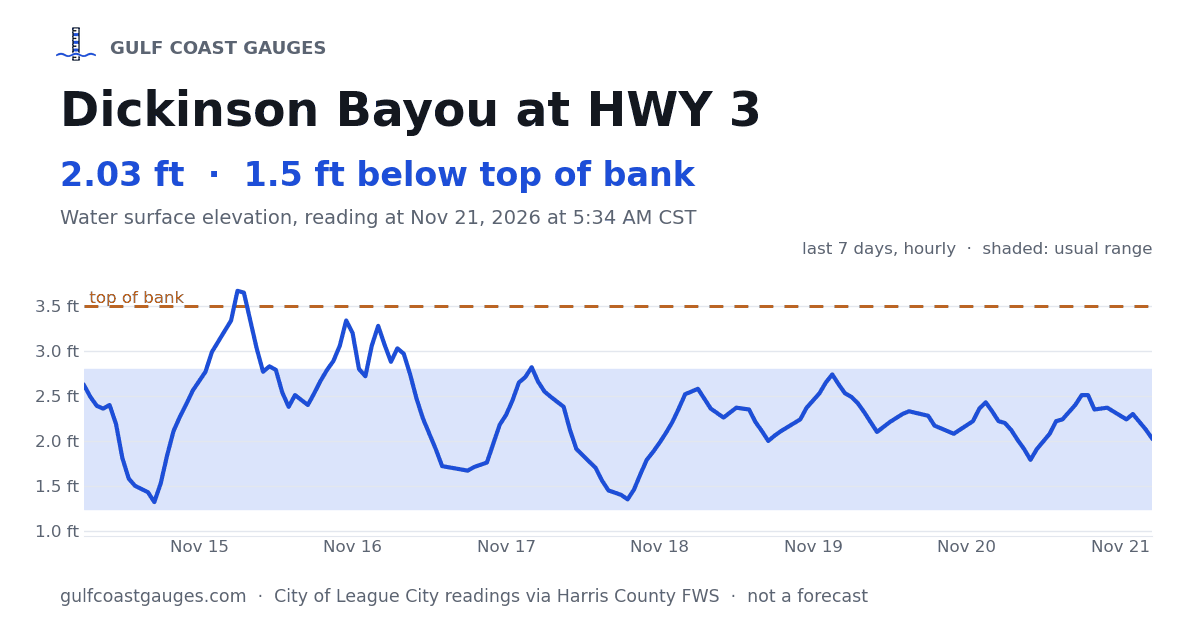 GULF COAST GAUGES
Dickinson Bayou at HWY 3
2.03 ft · 1.5 ft below top of bank
Water surface elevation, reading at Nov 21, 2026 at 5:34 AM CST
last 7 days, hourly · shaded: usual range
top of bank
3.5 ft
3.0 ft
2.5 ft
2.0 ft
1.5 ft
1.0 ft
Nov 15 Nov 16 Nov 17 Nov 18 Nov 19 Nov 20 Nov 21
gulfcoastgauges.com · City of League City readings via Harris County FWS · not a forecast